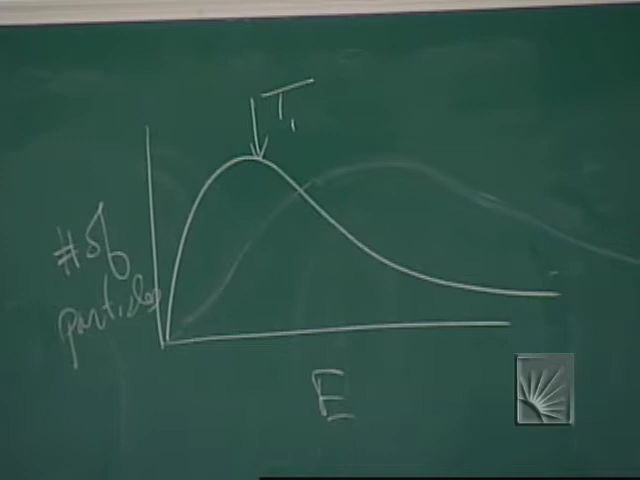 T₁
# of
particles
E